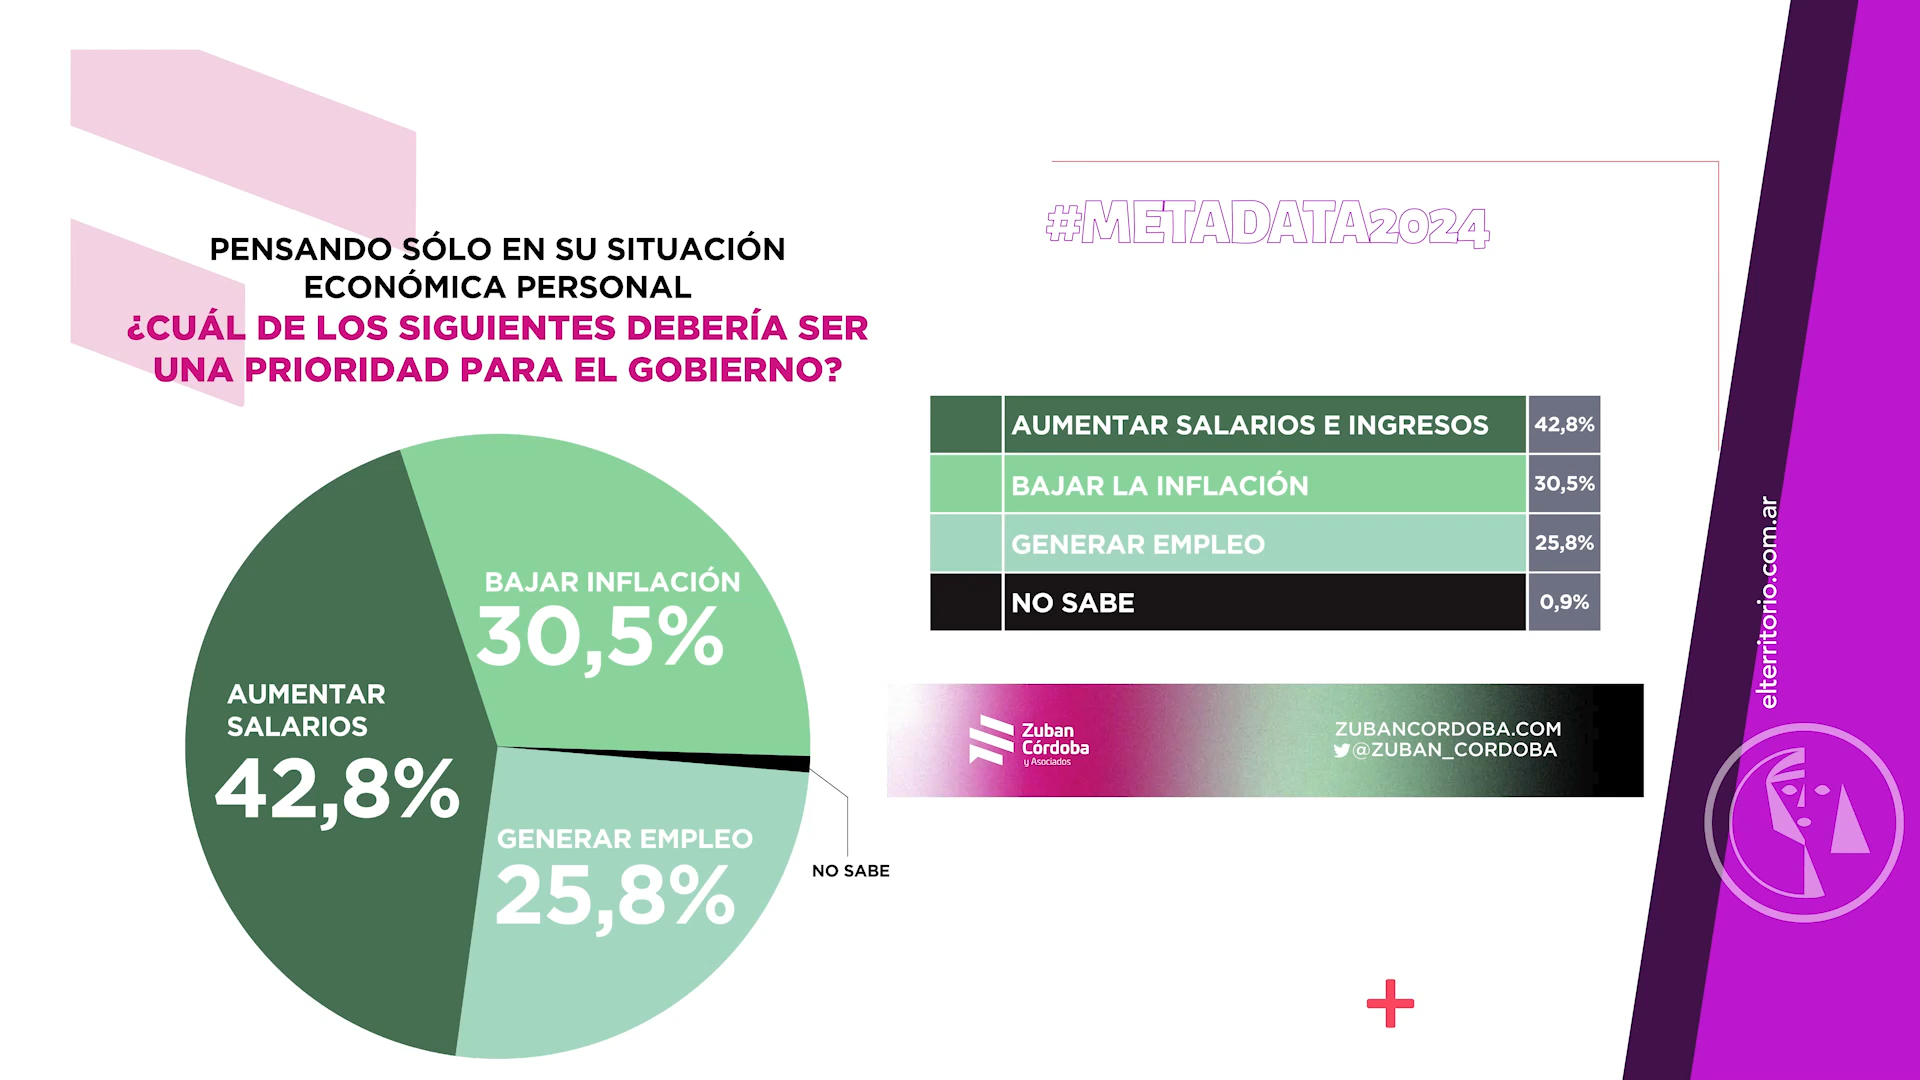 PENSANDO SÓLO EN SU SITUACIÓN
ECONÓMICA PERSONAL
¿CUÁL DE LOS SIGUIENTES DEBERÍA SER
UNA PRIORIDAD PARA EL GOBIERNO?
BAJAR INFLACIÓN
30,5%
AUMENTAR
SALARIOS
42,8%
GENERAR EMPLEO
25,8%
NO SABE
#METADATA2024
AUMENTAR SALARIOS E INGRESOS 42,8%
BAJAR LA INFLACIÓN 30,5%
GENERAR EMPLEO 25,8%
NO SABE 0,9%
Zuban
Córdoba
y Asociados
ZUBANCORDOBA.COM
@ZUBAN_CORDOBA
elterritorio.com.ar